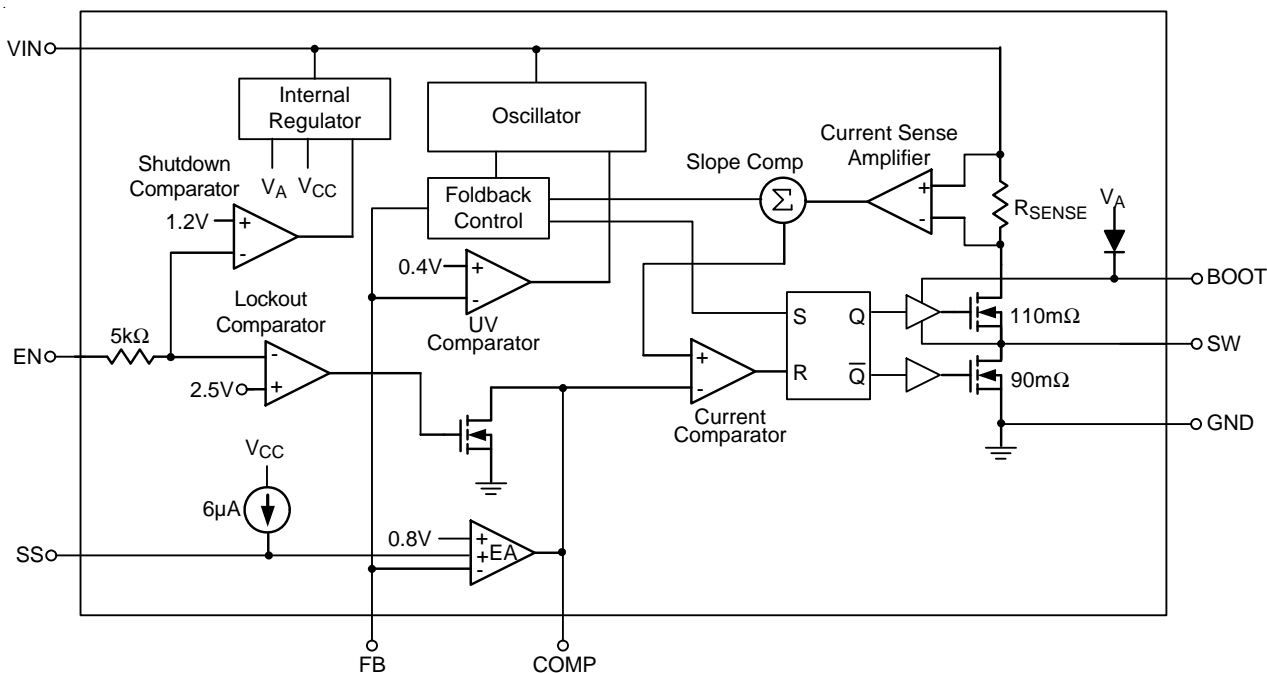 VIN
Internal
Regulator
Oscillator
Current Sense
Amplifier
Shutdown
Comparator
VA
VCC
Slope Comp
Foldback
Control
Σ
+
-
RSENSE
VA
1.2V
+
-
0.4V
+
-
UV
Comparator
BOOT
Lockout
Comparator
S
Q
110mΩ
5kΩ
EN
-
+
2.5V
+
-
R
Q̅
SW
90mΩ
Current
Comparator
GND
VCC
6µA
0.8V
+
+
-
EA
SS
FB
COMP